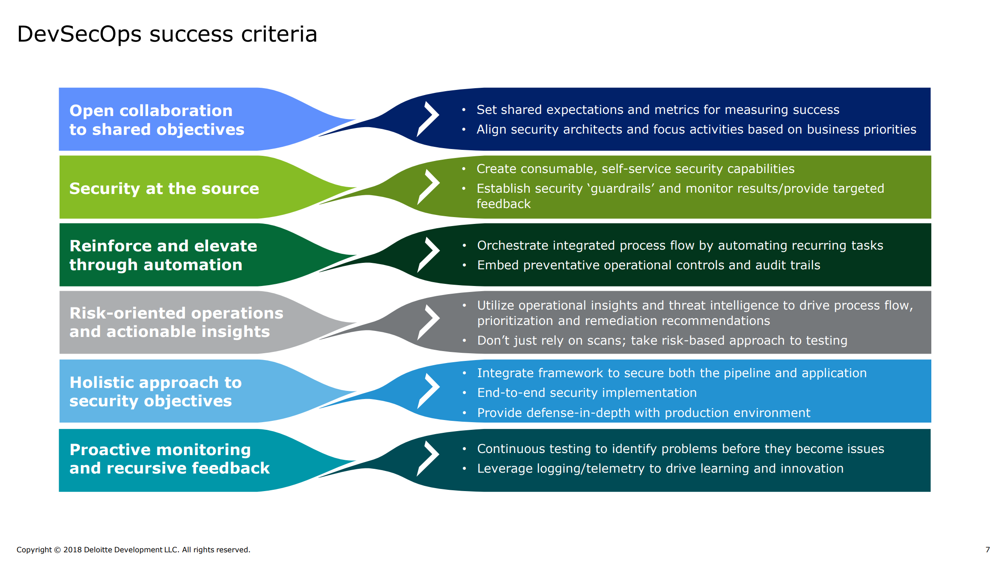 DevSecOps success criteria
Open collaboration
to shared objectives
• Set shared expectations and metrics for measuring success
• Align security architects and focus activities based on business priorities
Security at the source
• Create consumable, self-service security capabilities
• Establish security ‘guardrails’ and monitor results/provide targeted
feedback
Reinforce and elevate
through automation
• Orchestrate integrated process flow by automating recurring tasks
• Embed preventative operational controls and audit trails
Risk–oriented operations
and actionable insights
• Utilize operational insights and threat intelligence to drive process flow,
prioritization and remediation recommendations
• Don’t just rely on scans; take risk-based approach to testing
Holistic approach to
security objectives
• Integrate framework to secure both the pipeline and application
• End-to-end security implementation
• Provide defense-in-depth with production environment
Proactive monitoring
and recursive feedback
• Continuous testing to identify problems before they become issues
• Leverage logging/telemetry to drive learning and innovation
Copyright © 2018 Deloitte Development LLC. All rights reserved.
7